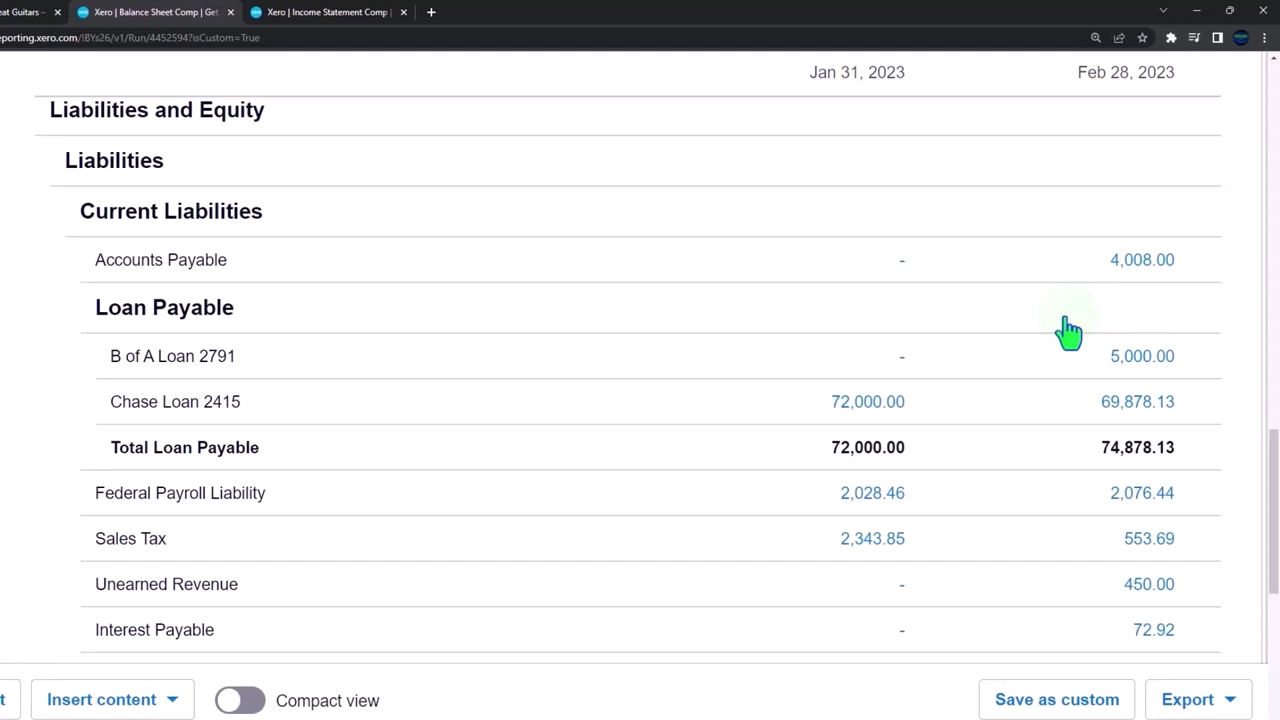 eat Guitars –
Xero | Balance Sheet Comp | Get
Xero | Income Statement Comp |
eporting.xero.com/IBYs26/v1/Run/4452594?isCustom=True
Jan 31, 2023 Feb 28, 2023
Liabilities and Equity
Liabilities
Current Liabilities
Accounts Payable - 4,008.00
Loan Payable
B of A Loan 2791 - 5,000.00
Chase Loan 2415 72,000.00 69,878.13
Total Loan Payable 72,000.00 74,878.13
Federal Payroll Liability 2,028.46 2,076.44
Sales Tax 2,343.85 553.69
Unearned Revenue - 450.00
Interest Payable - 72.92
t Insert content Compact view Save as custom Export